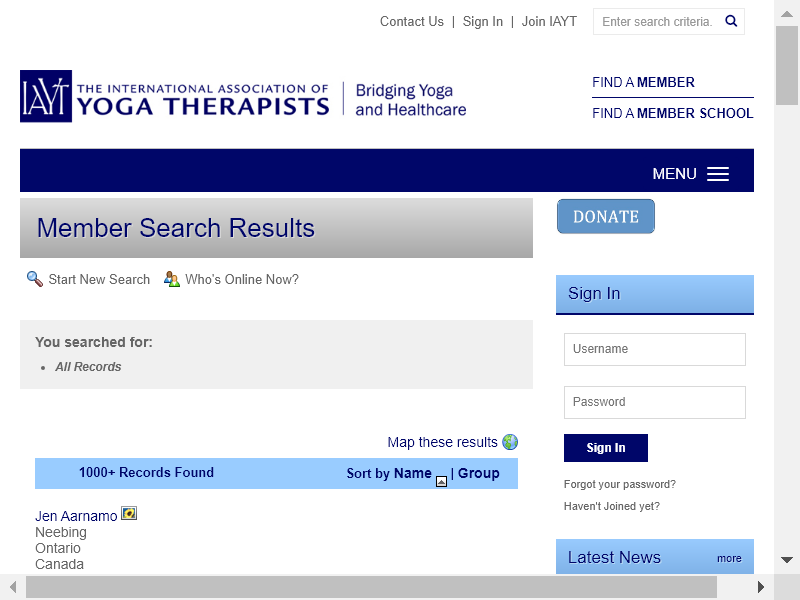 Contact Us | Sign In | Join IAYT
Enter search criteria.
IAYT
THE INTERNATIONAL ASSOCIATION OF
YOGA THERAPISTS
Bridging Yoga
and Healthcare
FIND A MEMBER
FIND A MEMBER SCHOOL
MENU
Member Search Results
DONATE
Start New Search
Who's Online Now?
You searched for:
All Records
Map these results
1000+ Records Found
Sort by Name | Group
Jen Aarnamo
Neebing
Ontario
Canada
Sign In
Username
Password
Sign In
Forgot your password?
Haven't Joined yet?
Latest News
more